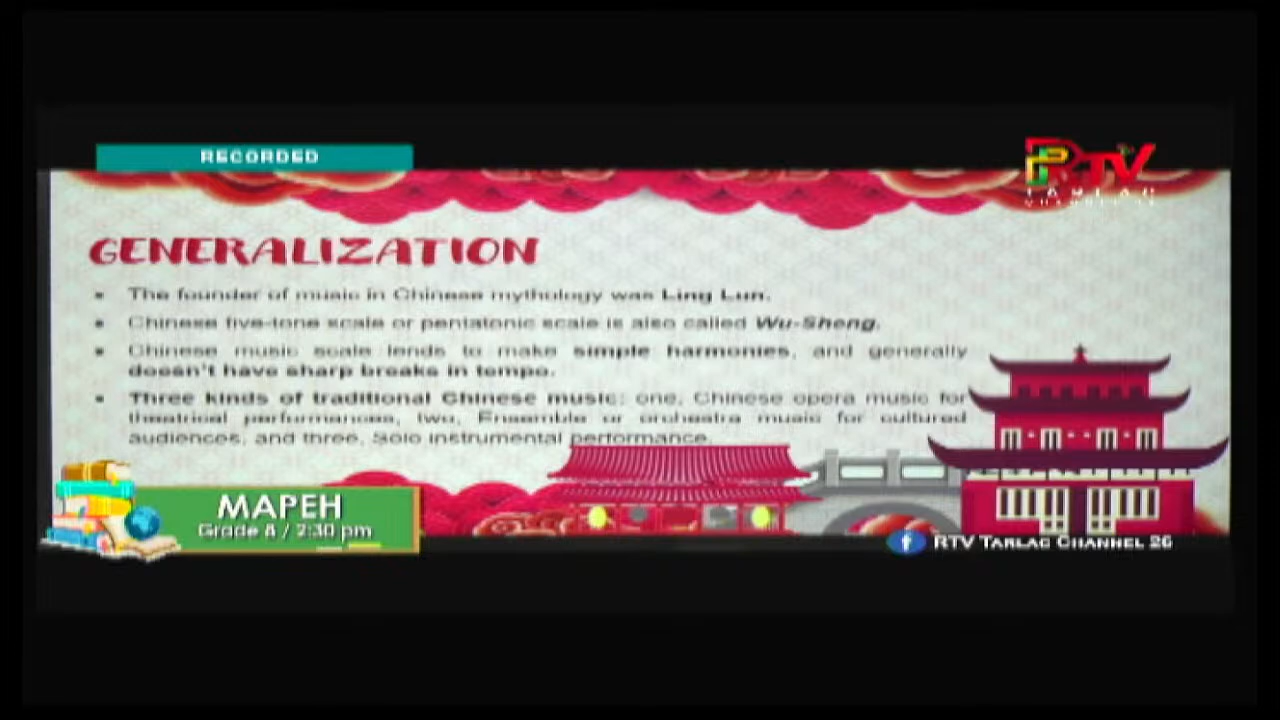 RECORDED
RTV
TARLAC
GENERALIZATION
• The founder of music in Chinese mythology was Ling Lun.
• Chinese five-tone scale or pentatonic scale is also called Wu-Sheng.
• Chinese music scale lends to make simple harmonies, and generally
doesn't have sharp breaks in tempo.
• Three kinds of traditional Chinese music: one, Chinese opera music for
theatrical performances, two, Ensemble or orchestra music for cultured
audiences, and three, Solo instrumental performance.
MAPEH
Grade 8 / 2:30 pm
RTV TARLAC CHANNEL 26